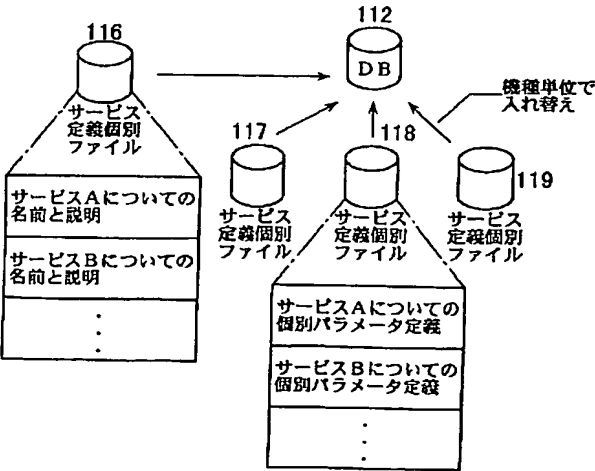 116
サービス
定義個別
ファイル
サービスAについての
名前と説明
サービスBについての
名前と説明
・
・
・
112
DB
機種単位で
入れ替え
117
サービス
定義個別
ファイル
118
サービス
定義個別
ファイル
119
サービス
定義個別
ファイル
サービスAについての
個別パラメータ定義
サービスBについての
個別パラメータ定義
・
・
・